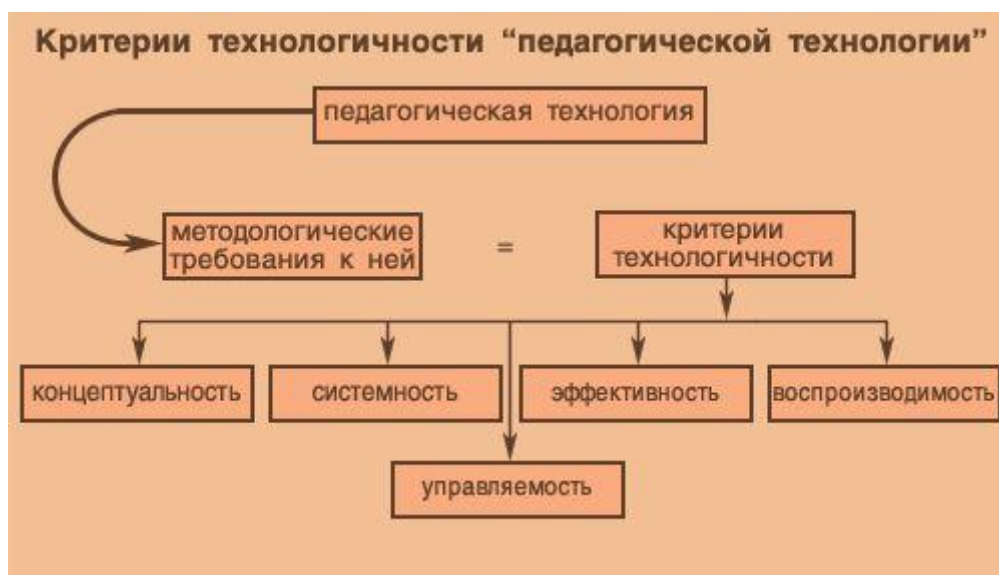 Критерии технологичности “педагогической технологии”
педагогическая технология
методологические
требования к ней
=
критерии
технологичности
концептуальность
системность
эффективность
воспроизводимость
управляемость